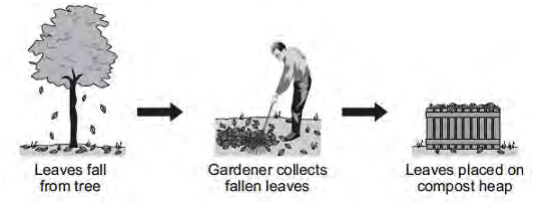 Leaves fall
from tree
Gardener collects
fallen leaves
Leaves placed on
compost heap